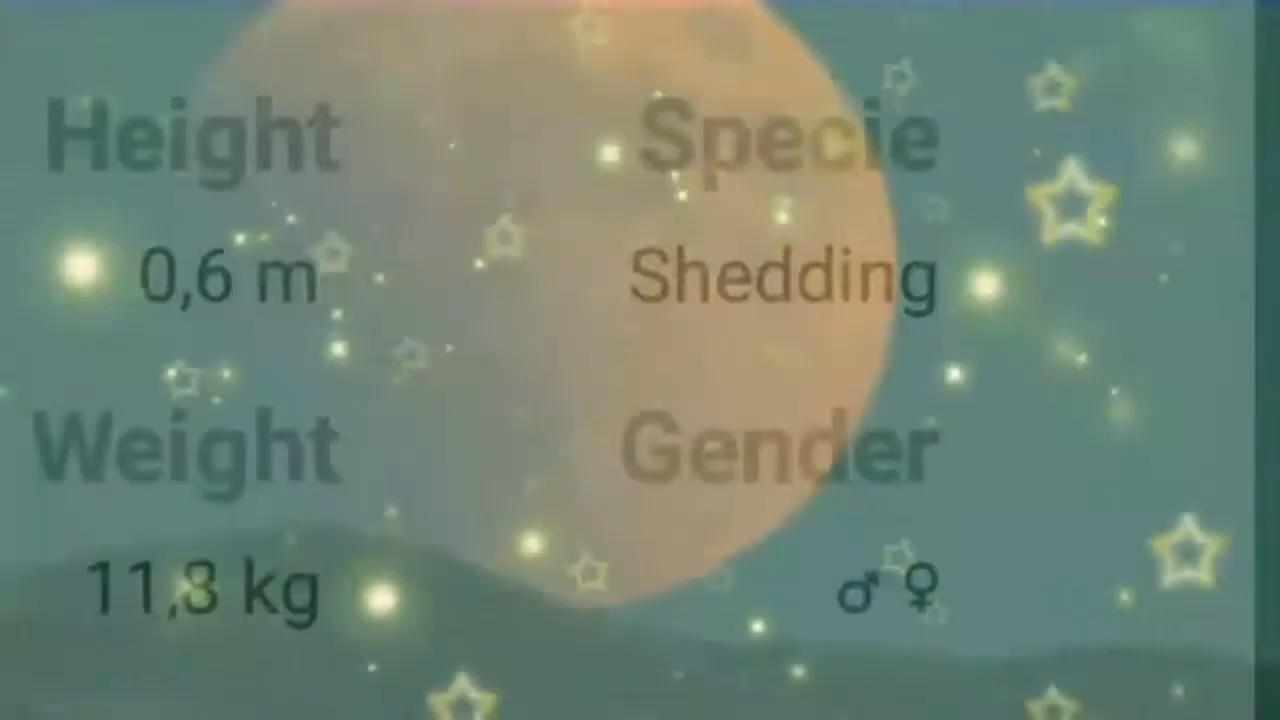 Height
Specie
0,6 m
Shedding
Weight
Gender
11,8 kg
♂ ♀